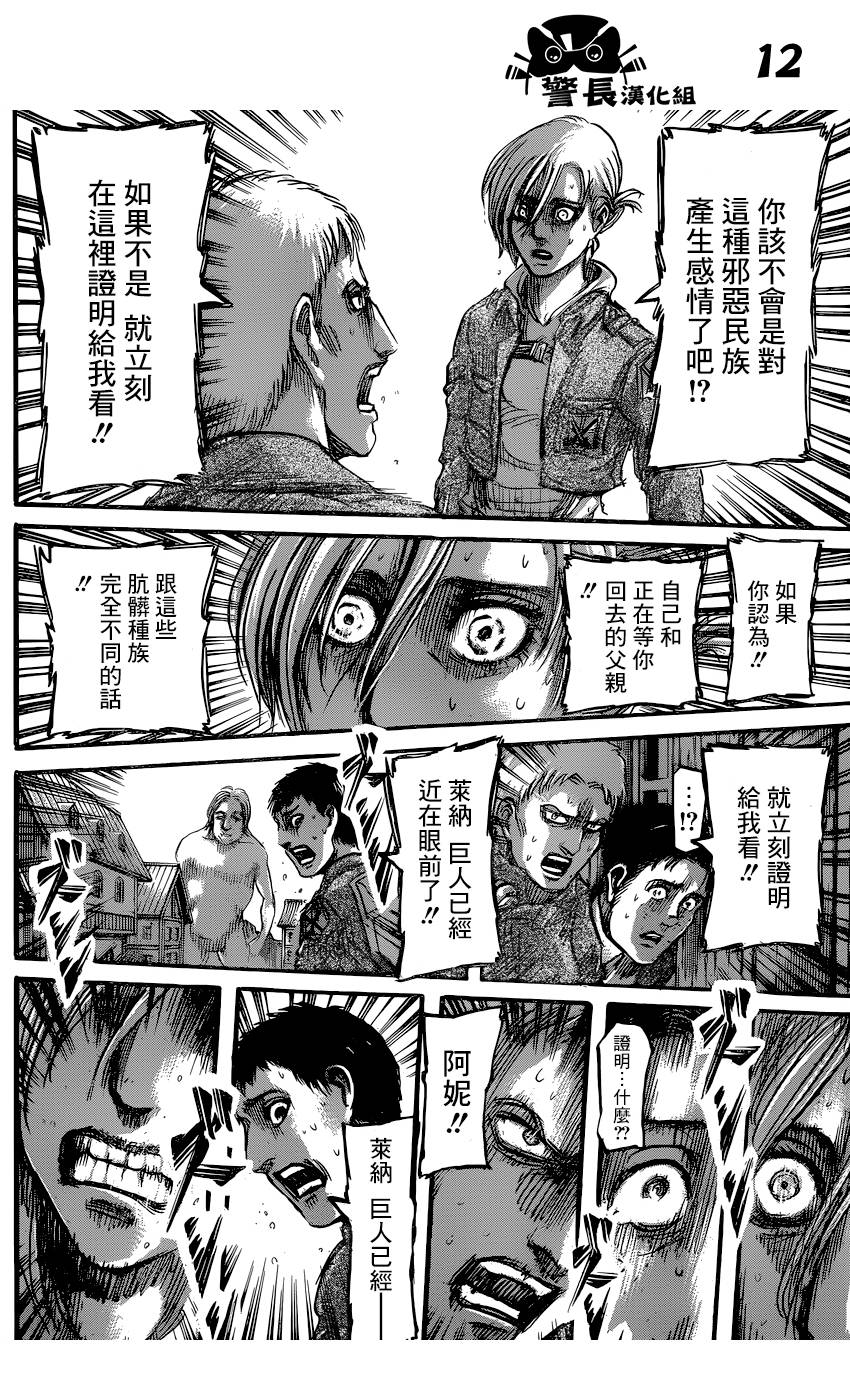 警長漢化組
12
你該不會是對
這種邪惡民族
產生感情了吧!?
如果不是 就立刻
在這裡證明給我看!!
如果
你認為!!
自己和
正在等你
回去的父親
!!
跟這些
骯髒種族
完全不同的話
!!
就立刻證明
給我看!!
…!?
萊納 巨人已經
近在眼前了!!
證明…什麼??
阿妮!!
萊納 巨人已經——